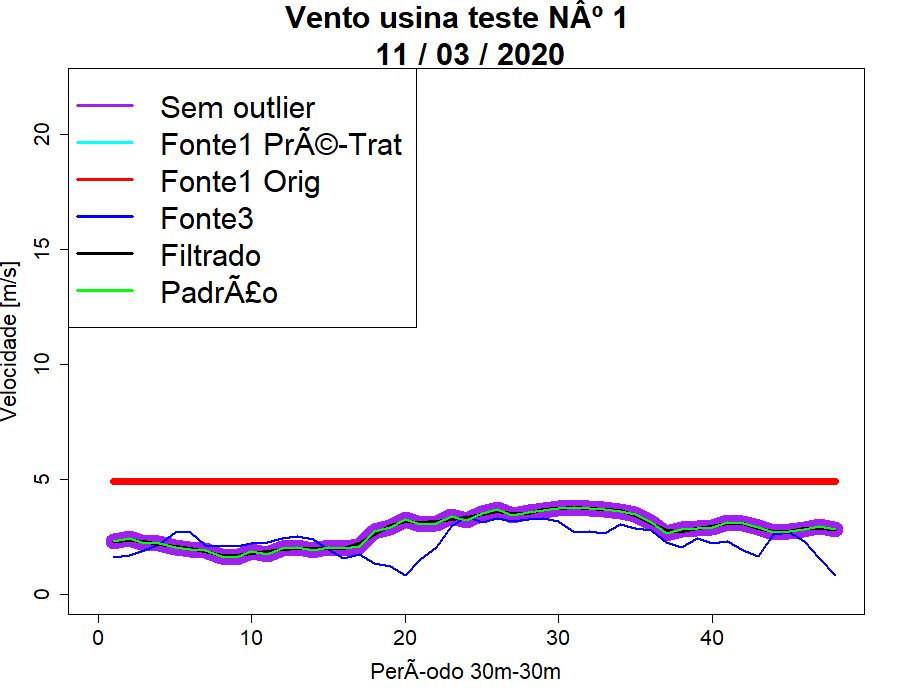 Vento usina teste NÂº 1
11 / 03 / 2020
Sem outlier
Fonte1 PrÃ©-Trat
Fonte1 Orig
Fonte3
Filtrado
PadrÃ£o
Velocidade [m/s]
20
15
10
5
0
0 10 20 30 40
PerÃ-odo 30m-30m